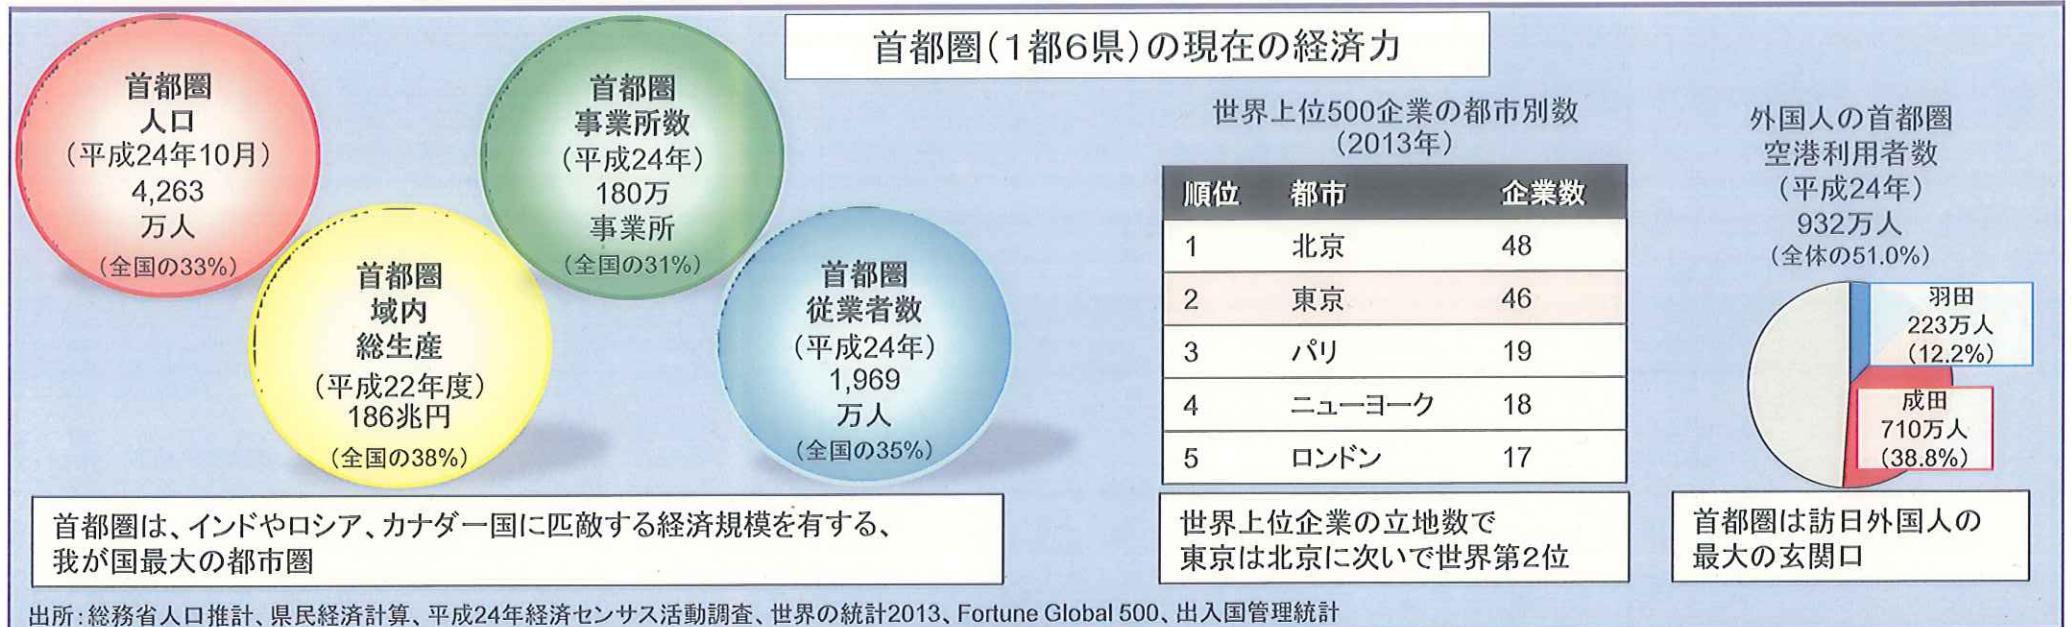 首都圏(1都6県)の現在の経済力
首都圏
人口
(平成24年10月)
4,263
万人
(全国の33%)
首都圏
域内
総生産
(平成22年度)
186兆円
(全国の38%)
首都圏
事業所数
(平成24年)
180万
事業所
(全国の31%)
首都圏
従業者数
(平成24年)
1,969
万人
(全国の35%)
首都圏は、インドやロシア、カナダ一国に匹敵する経済規模を有する、
我が国最大の都市圏
世界上位500企業の都市別数
(2013年)
順位 都市 企業数
1 北京 48
2 東京 46
3 パリ 19
4 ニューヨーク 18
5 ロンドン 17
世界上位企業の立地数で
東京は北京に次いで世界第2位
外国人の首都圏
空港利用者数
(平成24年)
932万人
(全体の51.0%)
羽田
223万人
(12.2%)
成田
710万人
(38.8%)
首都圏は訪日外国人の
最大の玄関口
出所:総務省人口推計、県民経済計算、平成24年経済センサス活動調査、世界の統計2013、Fortune Global 500、出入国管理統計